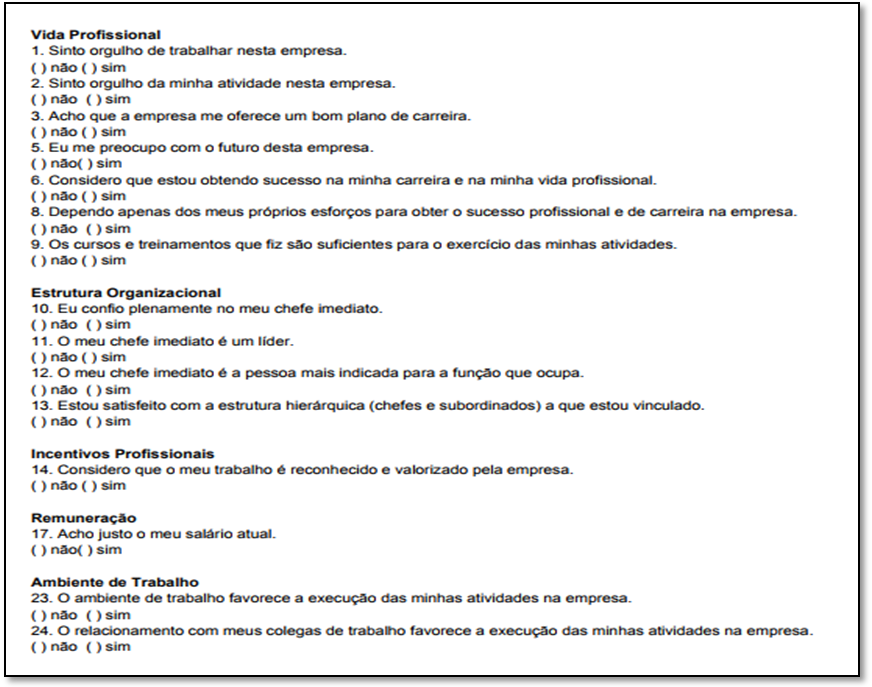 Vida Profissional
1. Sinto orgulho de trabalhar nesta empresa.
( ) não ( ) sim
2. Sinto orgulho da minha atividade nesta empresa.
( ) não ( ) sim
3. Acho que a empresa me oferece um bom plano de carreira.
( ) não ( ) sim
5. Eu me preocupo com o futuro desta empresa.
( ) não( ) sim
6. Considero que estou obtendo sucesso na minha carreira e na minha vida profissional.
( ) não ( ) sim
8. Dependo apenas dos meus próprios esforços para obter o sucesso profissional e de carreira na empresa.
( ) não ( ) sim
9. Os cursos e treinamentos que fiz são suficientes para o exercício das minhas atividades.
( ) não ( ) sim
Estrutura Organizacional
10. Eu confio plenamente no meu chefe imediato.
( ) não ( ) sim
11. O meu chefe imediato é um líder.
( ) não ( ) sim
12. O meu chefe imediato é a pessoa mais indicada para a função que ocupa.
( ) não ( ) sim
13. Estou satisfeito com a estrutura hierárquica (chefes e subordinados) a que estou vinculado.
( ) não ( ) sim
Incentivos Profissionais
14. Considero que o meu trabalho é reconhecido e valorizado pela empresa.
( ) não ( ) sim
Remuneração
17. Acho justo o meu salário atual.
( ) não( ) sim
Ambiente de Trabalho
23. O ambiente de trabalho favorece a execução das minhas atividades na empresa.
( ) não ( ) sim
24. O relacionamento com meus colegas de trabalho favorece a execução das minhas atividades na empresa.
( ) não ( ) sim